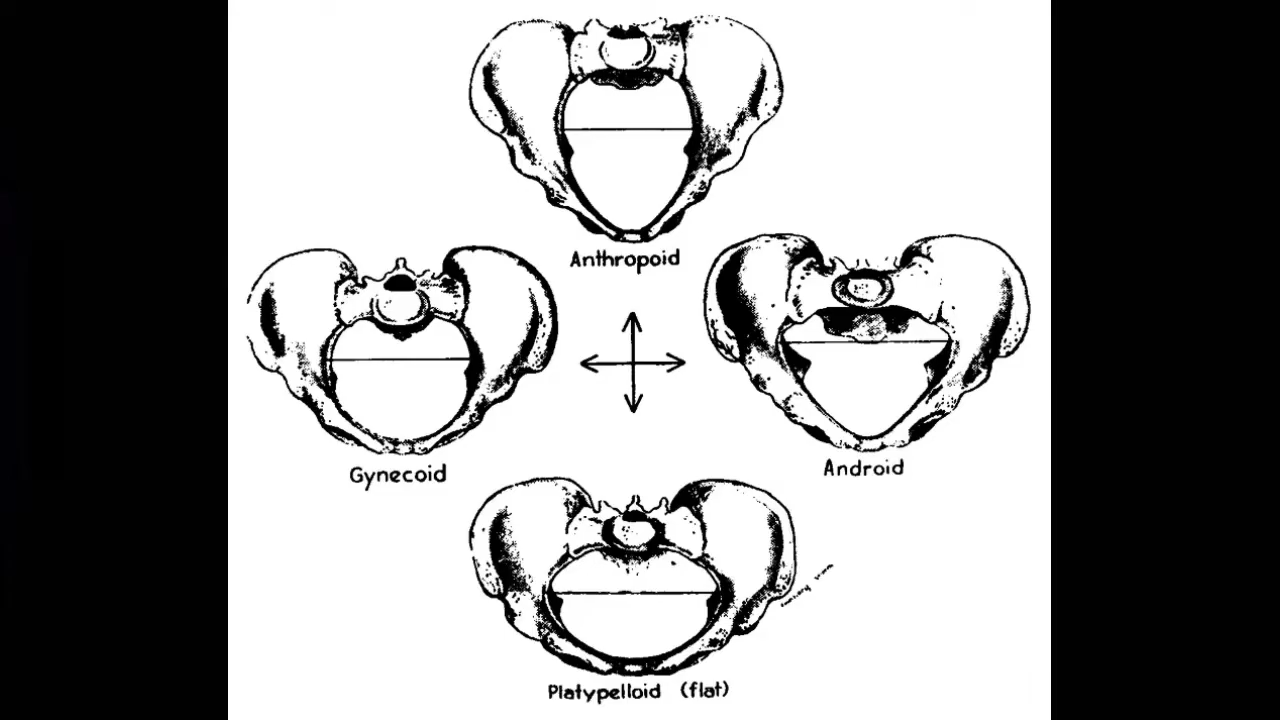 Anthropoid
Gynecoid
Android
Platypelloid (flat)